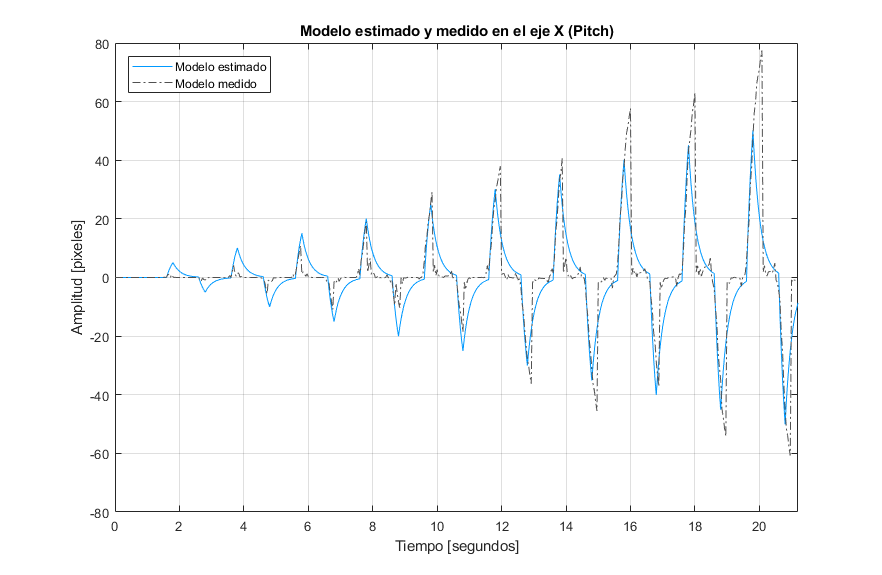 Modelo estimado y medido en el eje X (Pitch)
Modelo estimado
Modelo medido
80
60
40
20
0
-20
-40
-60
-80
Amplitud [pixeles]
0 2 4 6 8 10 12 14 16 18 20
Tiempo [segundos]